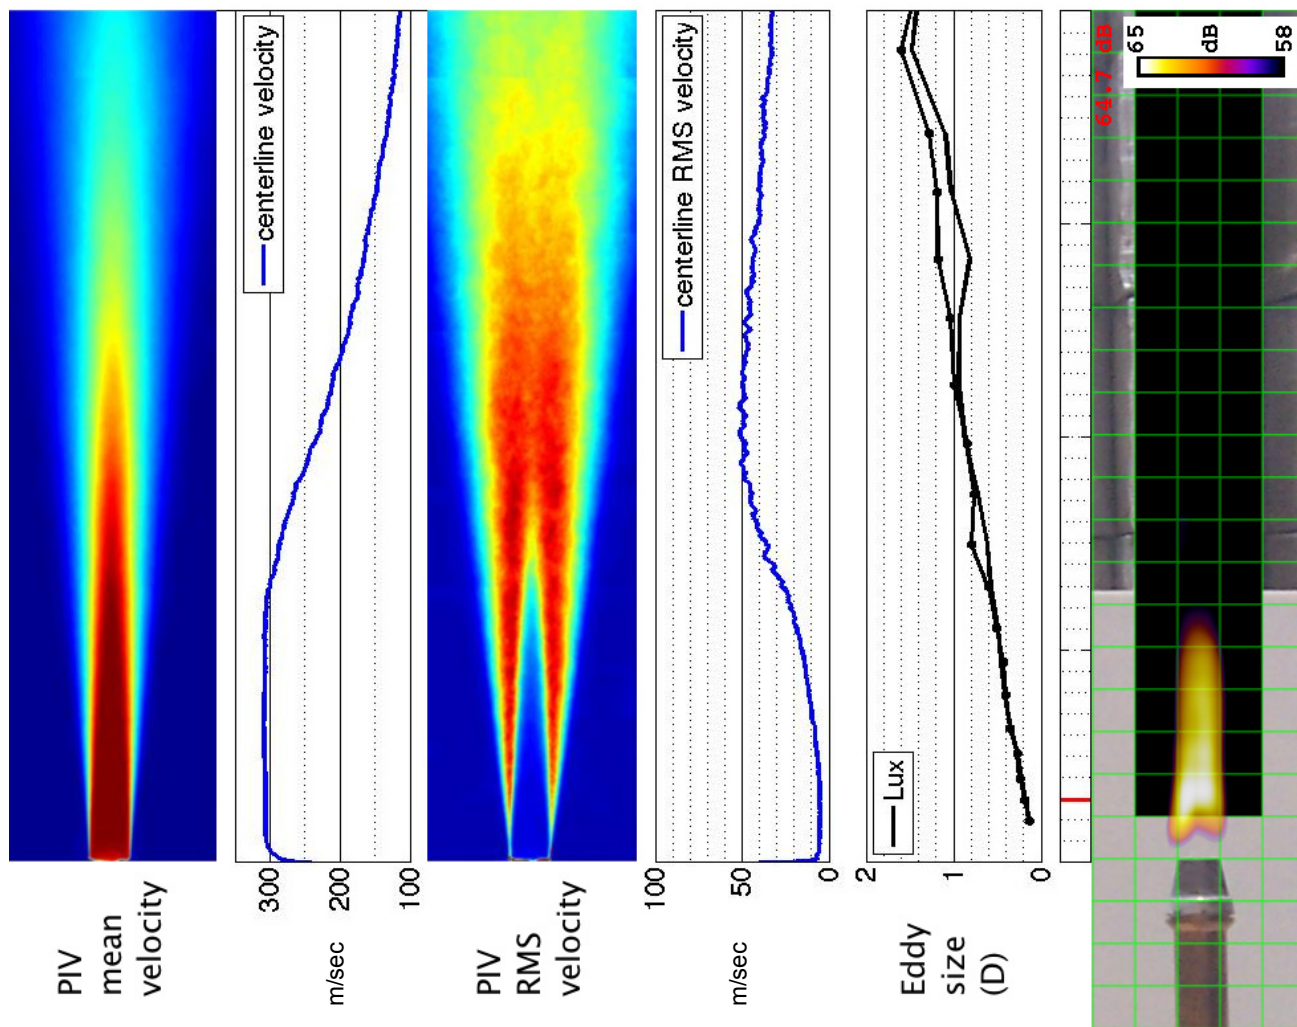 PIV
mean
velocity
centerline velocity
300
200
100
m/sec
PIV
RMS
velocity
centerline RMS velocity
100
50
0
m/sec
Eddy
size
(D)
Lux
2
1
0
64.7 dB
65
dB
58